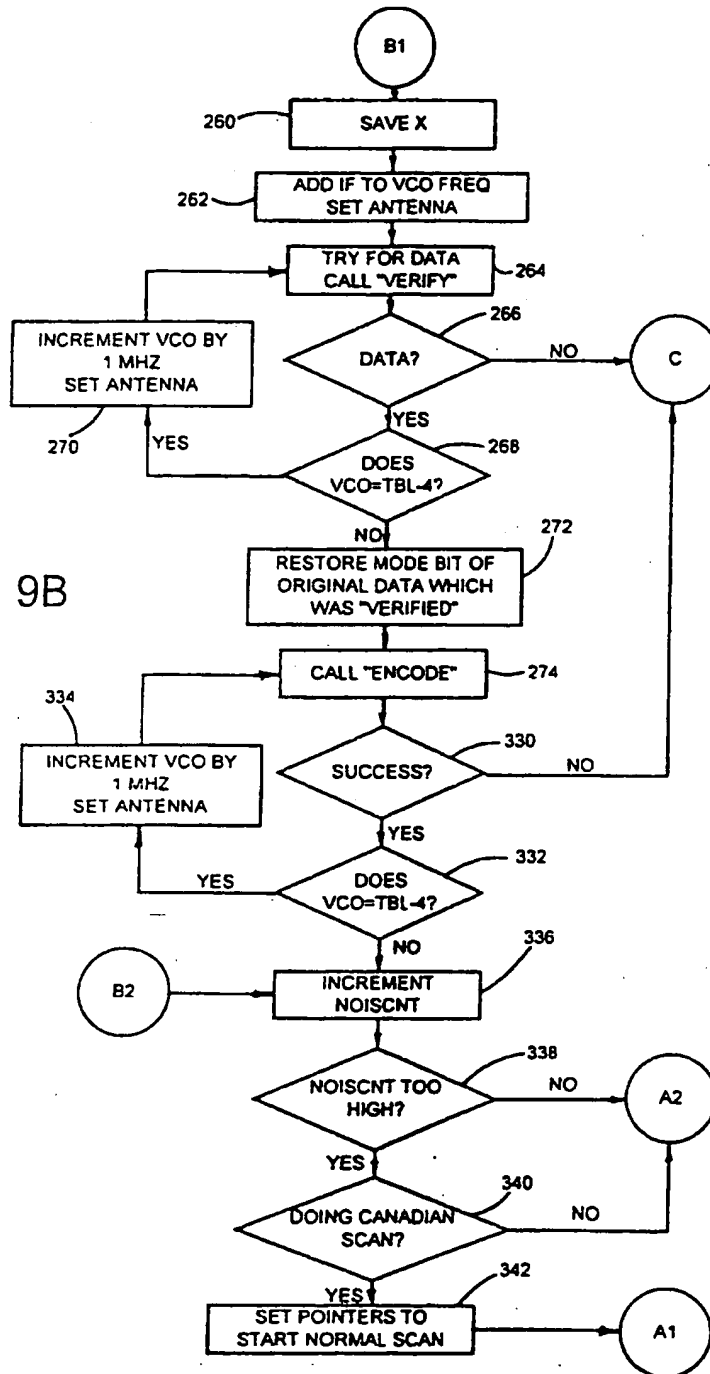 B1
260
SAVE X
262
ADD IF TO VCO FREQ
SET ANTENNA
TRY FOR DATA
CALL "VERIFY"
264
266
INCREMENT VCO BY
1 MHZ
SET ANTENNA
DATA?
NO
C
270
YES
YES
268
DOES
VCO=TBL-4?
NO
272
9B
RESTORE MODE BIT OF
ORIGINAL DATA WHICH
WAS "VERIFIED"
CALL "ENCODE"
274
334
330
INCREMENT VCO BY
1 MHZ
SET ANTENNA
SUCCESS?
NO
YES
332
YES
DOES
VCO=TBL-4?
NO
336
B2
INCREMENT
NOISCNT
338
NOISCNT TOO
HIGH?
NO
A2
YES
340
DOING CANADIAN
SCAN?
NO
YES
342
SET POINTERS TO
START NORMAL SCAN
A1